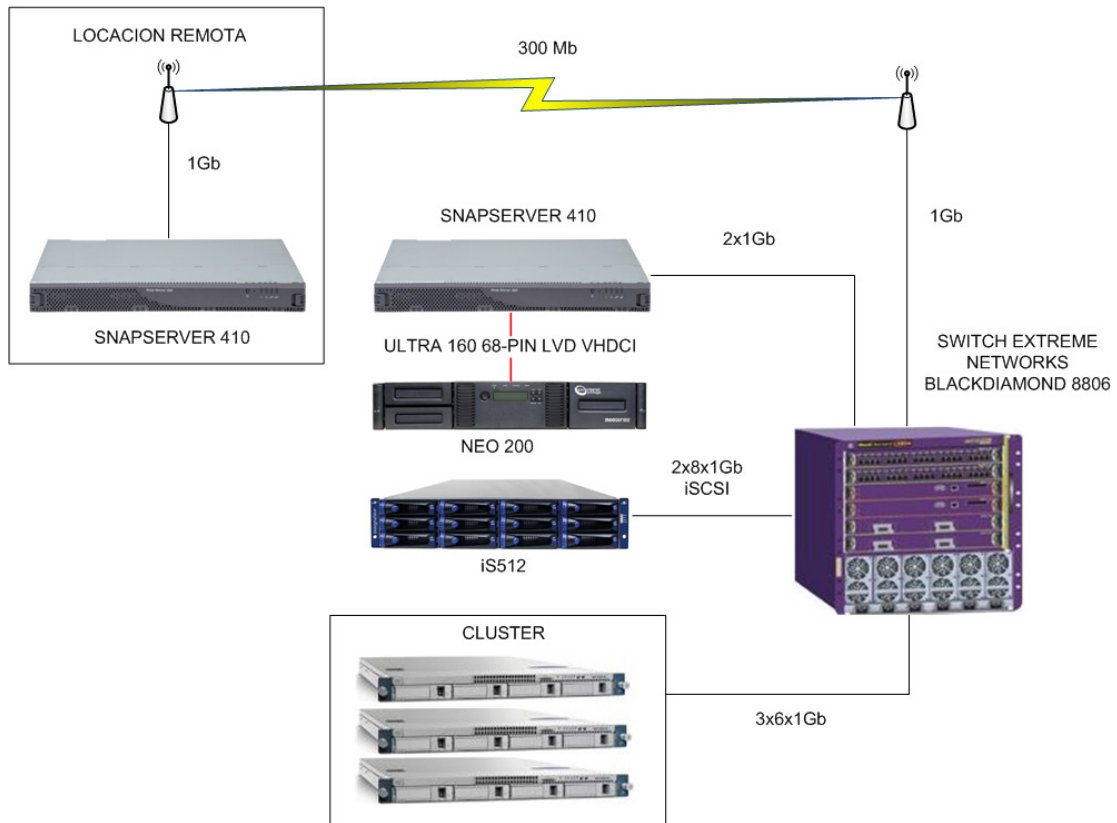 LOCACION REMOTA
300 Mb
1Gb
SNAPSERVER 410
SNAPSERVER 410
2x1Gb
1Gb
ULTRA 160 68-PIN LVD VHDCI
NEO 200
SWITCH EXTREME
NETWORKS
BLACKDIAMOND 8806
2x8x1Gb
iSCSI
iS512
CLUSTER
3x6x1Gb